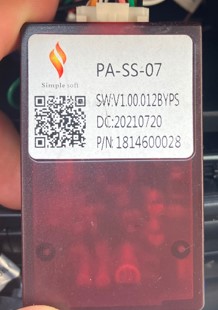 PA-SS-07
Simple Soft
SW:V1.00.012BYPS
DC:20210720
P/N:1814600028